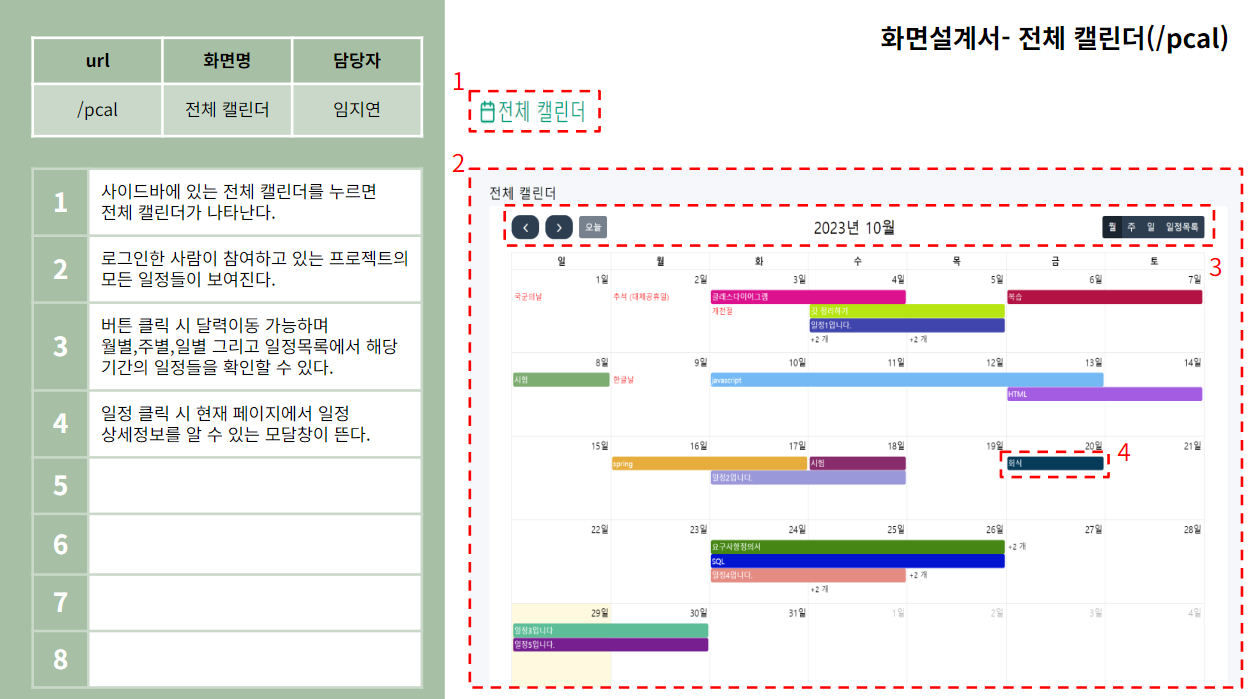 화면설계서- 전체 캘린더(/pcal)
url 화면명 담당자
/pcal 전체 캘린더 임지연
1 사이드바에 있는 전체 캘린더를 누르면
전체 캘린더가 나타난다.
2 로그인한 사람이 참여하고 있는 프로젝트의
모든 일정들이 보여진다.
3 버튼 클릭 시 달력이동 가능하며
월별,주별,일별 그리고 일정목록에서 해당
기간의 일정들을 확인할 수 있다.
4 일정 클릭 시 현재 페이지에서 일정
상세정보를 알 수 있는 모달창이 뜬다.
5
6
7
8
1
전체 캘린더
2
전체 캘린더
오늘 2023년 10월 월 주 일 일정목록
3
일 월 화 수 목 금 토
1일 2일 3일 4일 5일 6일 7일
국군의날 추석 (대체공휴일) 클래스다이어그램 복습
개천절 깃 정리하기
일정1입니다.
+2 개 +2 개
8일 9일 10일 11일 12일 13일 14일
시험 한글날 javascript
HTML
15일 16일 17일 18일 19일 20일 21일
spring 시험 회식 4
일정2입니다.
22일 23일 24일 25일 26일 27일 28일
요구사항정의서 +2 개
SQL
일정4입니다. +2 개
+2 개
29일 30일 31일 1일 2일 3일 4일
일정3입니다
일정5입니다.